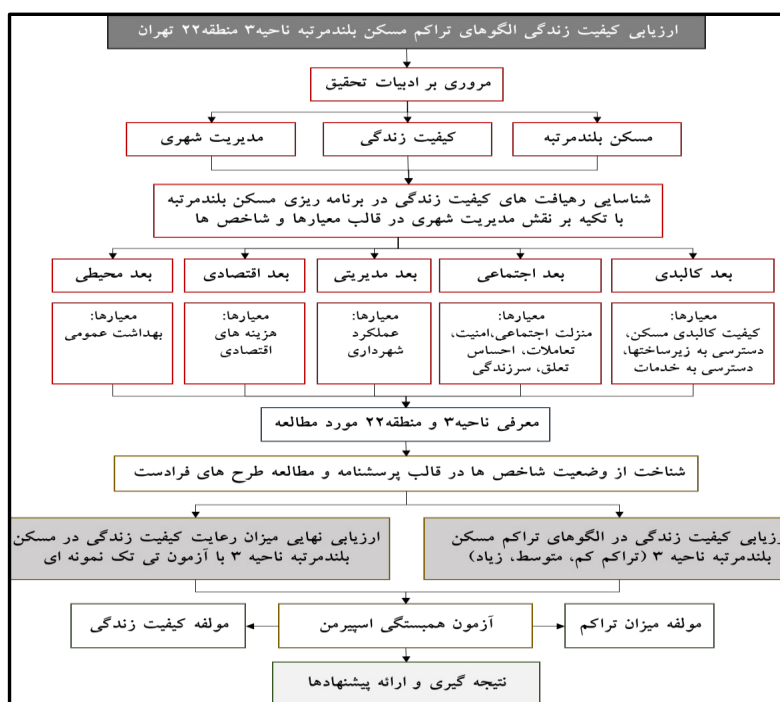 ارزیابی کیفیت زندگی الگوهای تراکم مسکن بلندمرتبه ناحیه۳ منطقه۲۲ تهران
مروری بر ادبیات تحقیق
مسکن بلندمرتبه
کیفیت زندگی
مدیریت شهری
شناسایی رهیافت های کیفیت زندگی در برنامه ریزی مسکن بلندمرتبه
با تکیه بر نقش مدیریت شهری در قالب معیارها و شاخص ها
بعد کالبدی
بعد اجتماعی
بعد مدیریتی
بعد اقتصادی
بعد محیطی
معیارها:
کیفیت کالبدی مسکن،
دسترسی به زیرساختها،
دسترسی به خدمات
معیارها:
منزلت اجتماعی،امنیت،
تعاملات، احساس
تعلق، سرزندگی
معیارها:
عملکرد
شهرداری
معیارها:
هزینه های
اقتصادی
معیارها:
بهداشت عمومی
معرفی ناحیه۳ و منطقه۲۲ مورد مطالعه
شناخت از وضعیت شاخص ها در قالب پرسشنامه و مطالعه طرح های فرادست
رزیابی کیفیت زندگی در الگوهای تراکم مسکن
بلندمرتبه ناحیه ۳ (تراکم کم، متوسط، زیاد)
ارزیابی نهایی میزان رعایت کیفیت زندگی در مسکن
بلندمرتبه ناحیه ۳ با آزمون تی تک نمونه ای
مولفه میزان تراکم
آزمون همبستگی اسپیرمن
مولفه کیفیت زندگی
نتیجه گیری و ارائه پیشنهادها